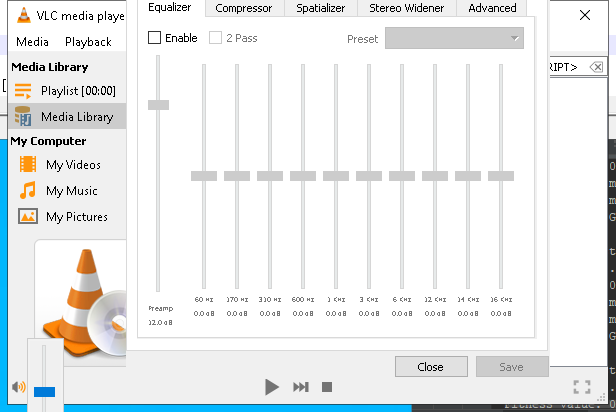 VLC media playe
Equalizer Compressor Spatializer Stereo Widener Advanced
Media Playback
Enable 2 Pass Preset
Media Library
RIPT>
Playlist [00:00]
Media Library
My Computer
My Videos
My Music
My Pictures
60 Hz 170 Hz 310 Hz 600 Hz 1 KHz 3 KHz 6 KHz 12 KHz 14 KHz 16 KHz
Preamp
0.0 dB 0.0 dB 0.0 dB 0.0 dB 0.0 dB 0.0 dB 0.0 dB 0.0 dB 0.0 dB 0.0 dB
12.0 dB
Close Save
Fitness value: 0